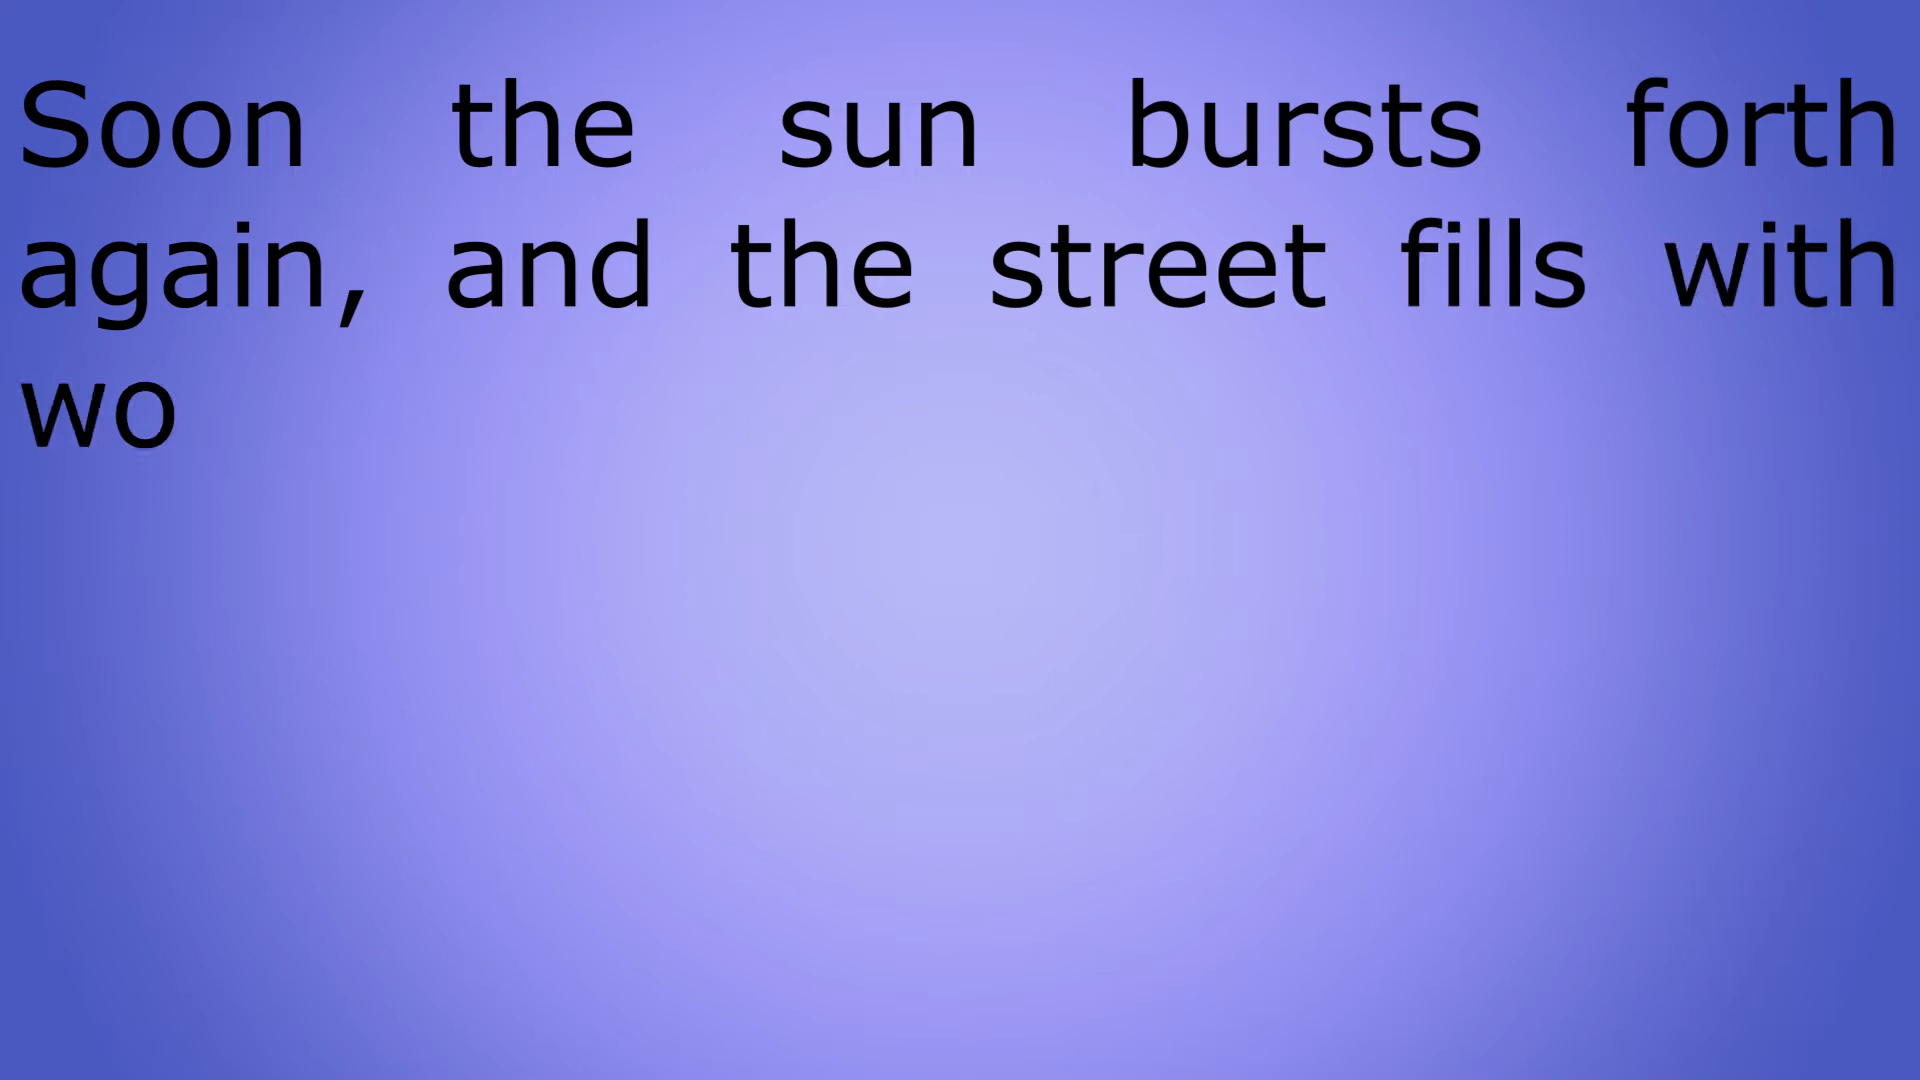 Soon the sun bursts forth
again, and the street fills with
wo